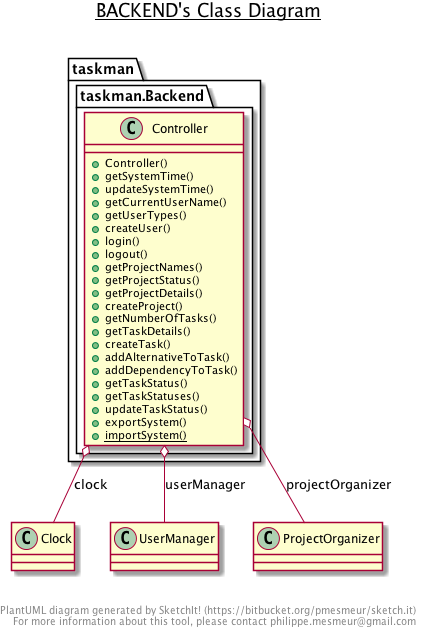 BACKEND's Class Diagram
taskman
taskman.Backend
C Controller
Controller()
getSystemTime()
updateSystemTime()
getCurrentUserName()
getUserTypes()
createUser()
login()
logout()
getProjectNames()
getProjectStatus()
getProjectDetails()
createProject()
getNumberOfTasks()
getTaskDetails()
createTask()
addAlternativeToTask()
addDependencyToTask()
getTaskStatus()
getTaskStatuses()
updateTaskStatus()
exportSystem()
importSystem()
clock
userManager
projectOrganizer
C Clock
C UserManager
C ProjectOrganizer
PlantUML diagram generated by SketchIt! (https://bitbucket.org/pmesmeur/sketch.it)
For more information about this tool, please contact philippe.mesmeur@gmail.com